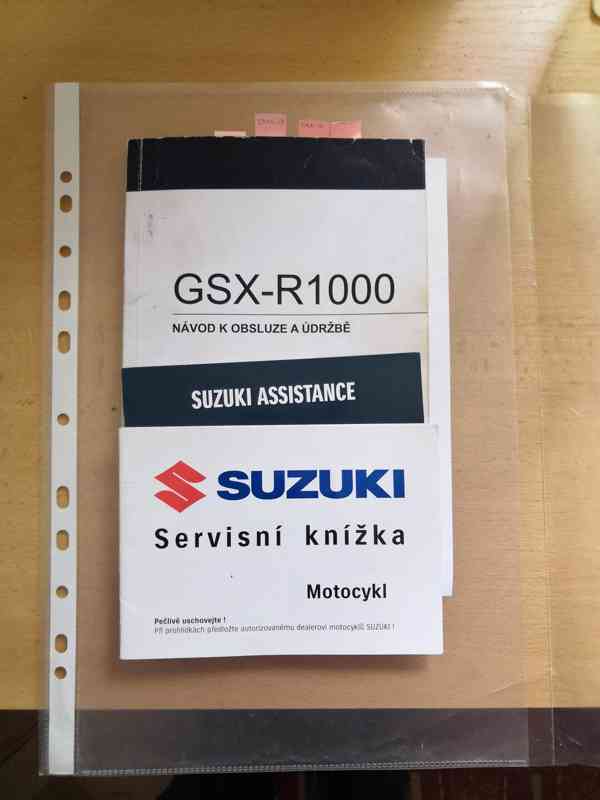 GSX-R1000
NÁVOD K OBSLUZE A ÚDRŽBĚ
SUZUKI ASSISTANCE
SUZUKI
Servisní knížka
Motocykl
Pečlivě uschovejte !
Při prohlídkách předložte autorizovanému dealerovi motocyklů SUZUKI !